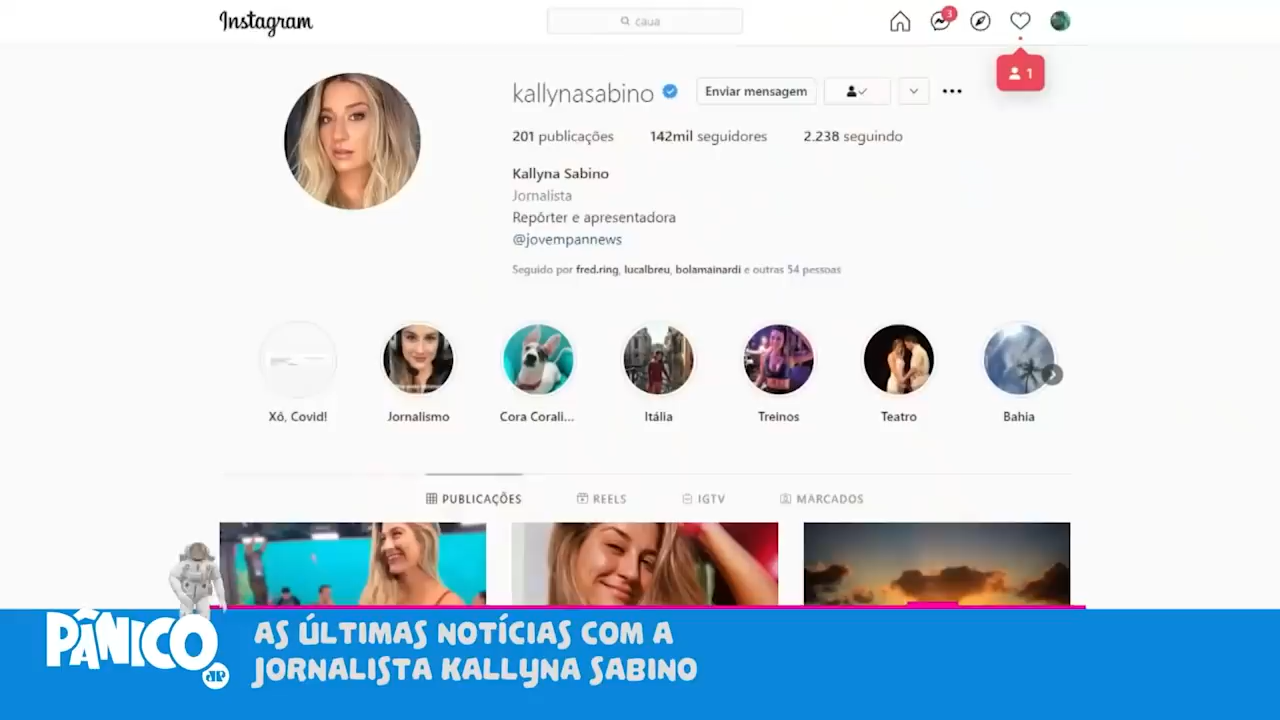 Instagram
caua
3
1
kallynasabino
Enviar mensagem
201 publicações
142mil seguidores
2.238 seguindo
Kallyna Sabino
Jornalista
Repórter e apresentadora
@jovempannews
Seguido por fred.ring, lucalbreu, bolamainardi e outras 54 pessoas
Xô, Covid!
Jornalismo
Cora Corali...
Itália
Treinos
Teatro
Bahia
PUBLICAÇÕES
REELS
IGTV
MARCADOS
PÂNICO
JP
AS ÚLTIMAS NOTÍCIAS COM A
JORNALISTA KALLYNA SABINO